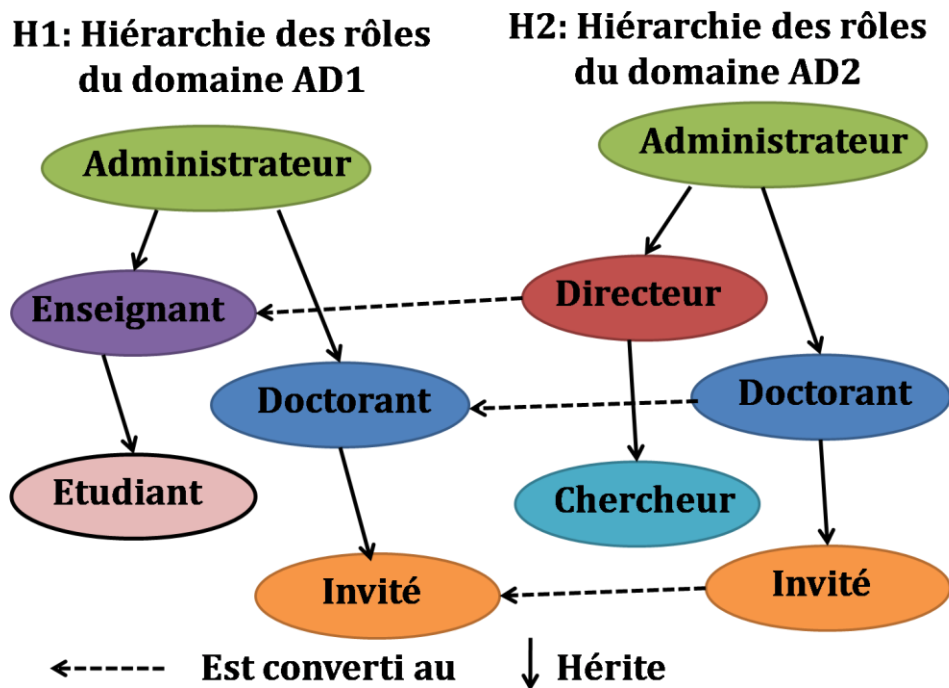 H1: Hiérarchie des rôles
du domaine AD1
H2: Hiérarchie des rôles
du domaine AD2
Administrateur
Administrateur
Enseignant
Directeur
Doctorant
Doctorant
Etudiant
Chercheur
Invité
Invité
Est converti au
Hérite